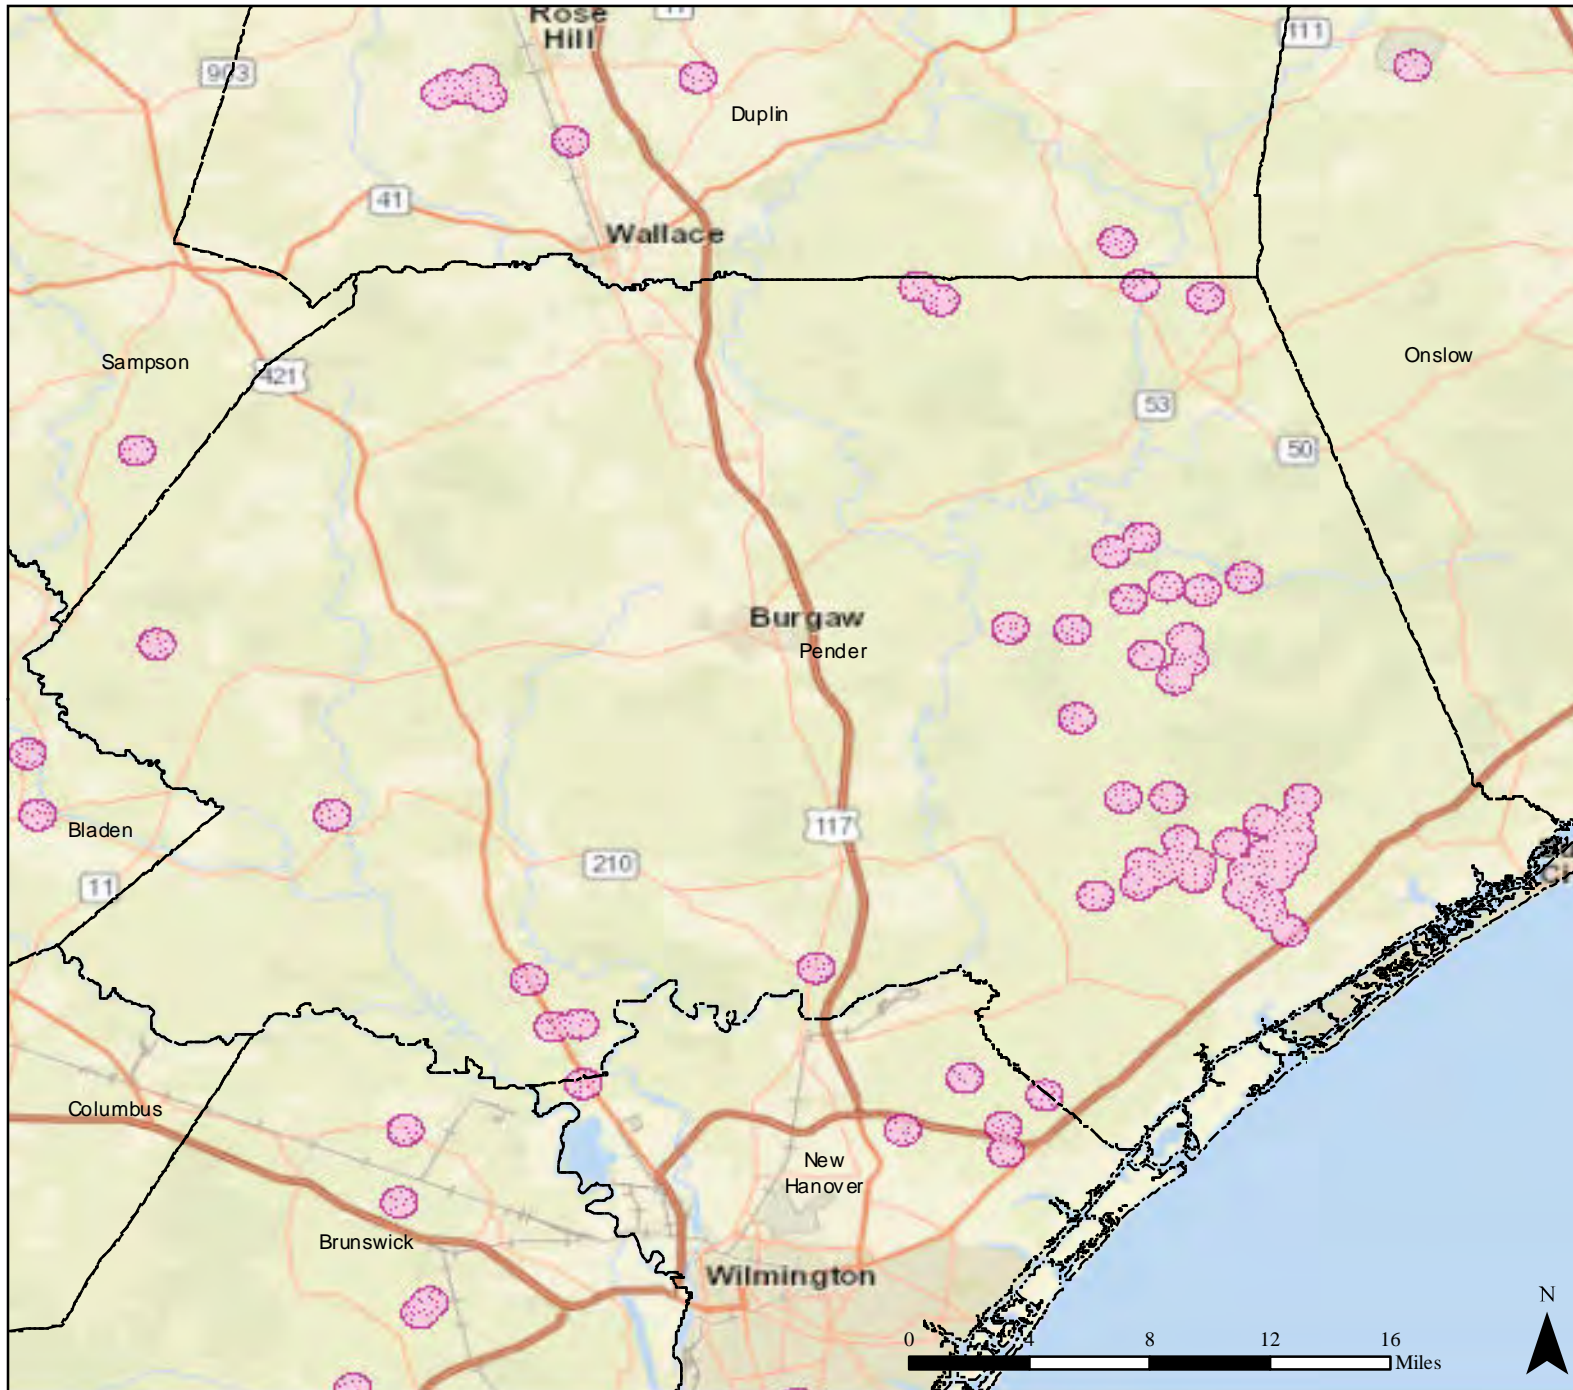 Rose
Hill
111
903
Duplin
41
Wallace
Sampson
421
Onslow
53
50
Burgaw
Pender
117
Bladen
210
11
Columbus
New
Hanover
Brunswick
Wilmington
N
0 4 8 12 16
Miles